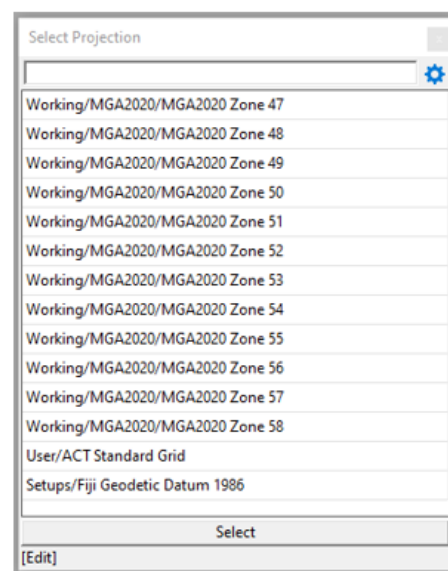 Select Projection
Working/MGA2020/MGA2020 Zone 47
Working/MGA2020/MGA2020 Zone 48
Working/MGA2020/MGA2020 Zone 49
Working/MGA2020/MGA2020 Zone 50
Working/MGA2020/MGA2020 Zone 51
Working/MGA2020/MGA2020 Zone 52
Working/MGA2020/MGA2020 Zone 53
Working/MGA2020/MGA2020 Zone 54
Working/MGA2020/MGA2020 Zone 55
Working/MGA2020/MGA2020 Zone 56
Working/MGA2020/MGA2020 Zone 57
Working/MGA2020/MGA2020 Zone 58
User/ACT Standard Grid
Setups/Fiji Geodetic Datum 1986
Select
[Edit]